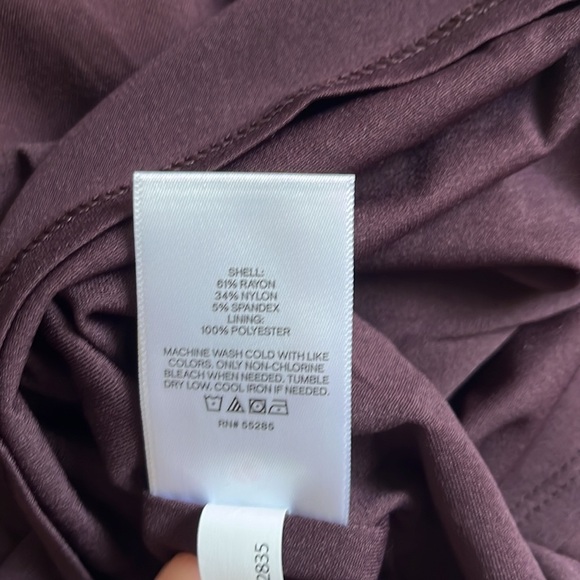 SHELL:
61% RAYON
34% NYLON
5% SPANDEX
LINING:
100% POLYESTER
MACHINE WASH COLD WITH LIKE
COLORS. ONLY NON-CHLORINE
BLEACH WHEN NEEDED. TUMBLE
DRY LOW. COOL IRON IF NEEDED.
RN# 55285
2835